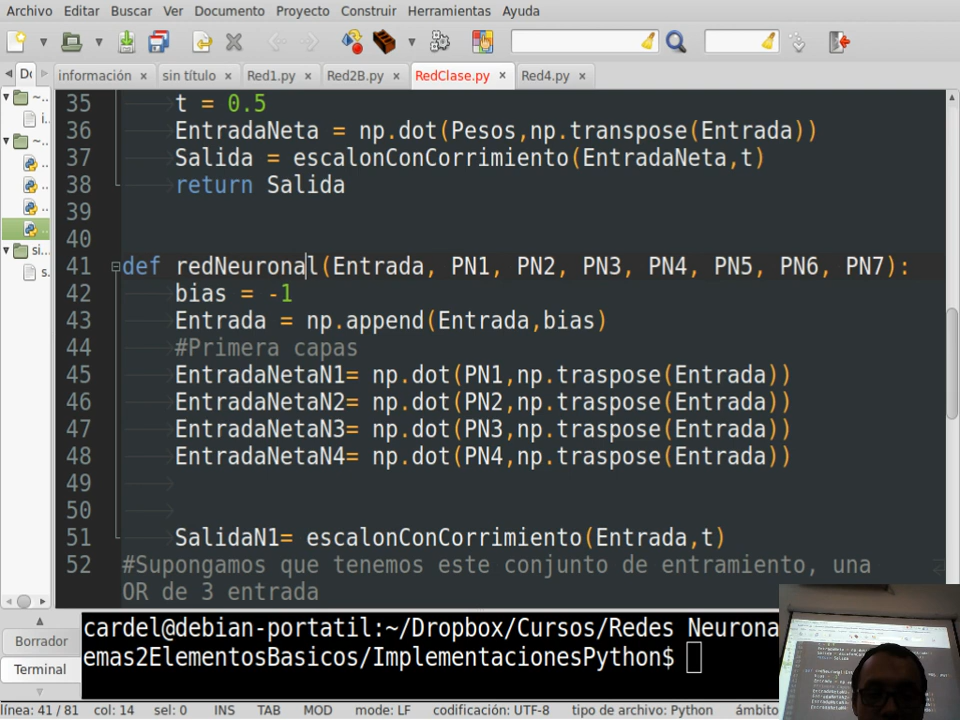 Archivo Editar Buscar Ver Documento Proyecto Construir Herramientas Ayuda
información × sin título × Red1.py × Red2B.py × RedClase.py × Red4.py ×
35 t = 0.5
36 EntradaNeta = np.dot(Pesos,np.transpose(Entrada))
37 Salida = escalonConCorrimiento(EntradaNeta,t)
38 return Salida
39
40
41 def redNeuronal(Entrada, PN1, PN2, PN3, PN4, PN5, PN6, PN7):
42 bias = -1
43 Entrada = np.append(Entrada,bias)
44 #Primera capas
45 EntradaNetaN1= np.dot(PN1,np.traspose(Entrada))
46 EntradaNetaN2= np.dot(PN2,np.traspose(Entrada))
47 EntradaNetaN3= np.dot(PN3,np.traspose(Entrada))
48 EntradaNetaN4= np.dot(PN4,np.traspose(Entrada))
49
50
51 SalidaN1= escalonConCorrimiento(Entrada,t)
52 #Supongamos que tenemos este conjunto de entramiento, una
OR de 3 entrada
Borrador
Terminal
cardel@debian-portatil:~/Dropbox/Cursos/Redes Neurona
emas2ElementosBasicos/ImplementacionesPython$
línea: 41 / 81 col: 14 sel: 0 INS TAB MOD mode: LF codificación: UTF-8 tipo de archivo: Python ámbito